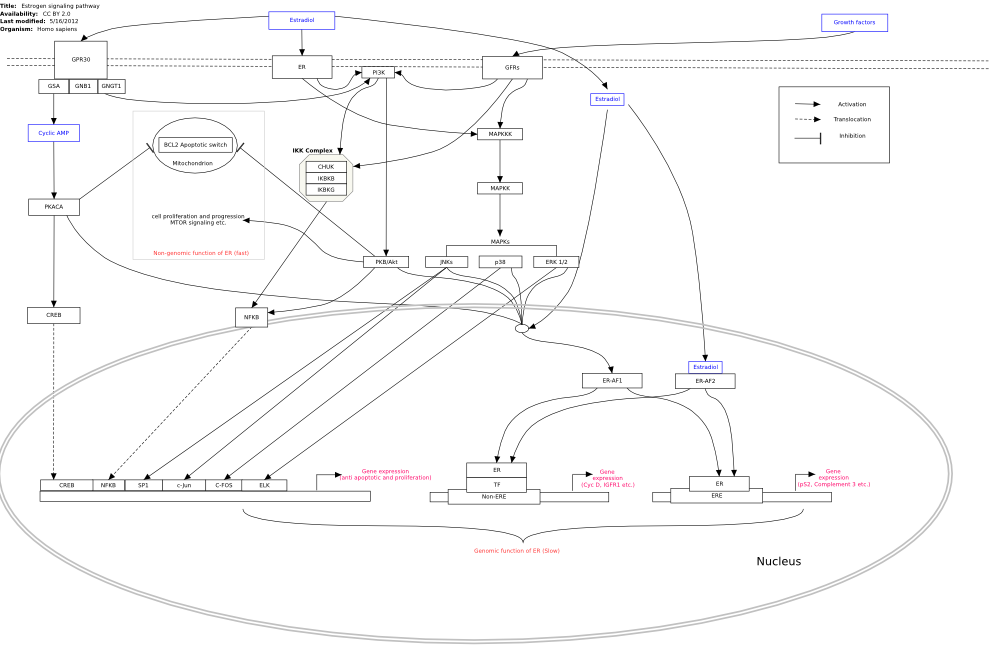 Title: Estrogen signaling pathway
Availability: CC BY 2.0
Last modified: 5/16/2012
Organism: Homo sapiens
Estradiol
Growth factors
GPR30
ER
PI3K
GFRs
GSA
GNB1
GNGT1
Estradiol
Activation
Translocation
Inhibition
Cyclic AMP
BCL2 Apoptotic switch
Mitochondrion
IKK Complex
CHUK
IKBKB
IKBKG
MAPKKK
MAPKK
PKACA
cell proliferation and progression
MTOR signaling etc.
Non-genomic function of ER (fast)
MAPKs
PKB/Akt
JNKs
p38
ERK 1/2
CREB
NFKB
Estradiol
ER-AF1
ER-AF2
CREB
NFKB
SP1
c-Jun
C-FOS
ELK
Gene expression
(anti apoptotic and proliferation)
ER
TF
Non-ERE
Gene
expression
(Cyc D, IGFR1 etc.)
ER
ERE
Gene
expression
(pS2, Complement 3 etc.)
Genomic function of ER (Slow)
Nucleus